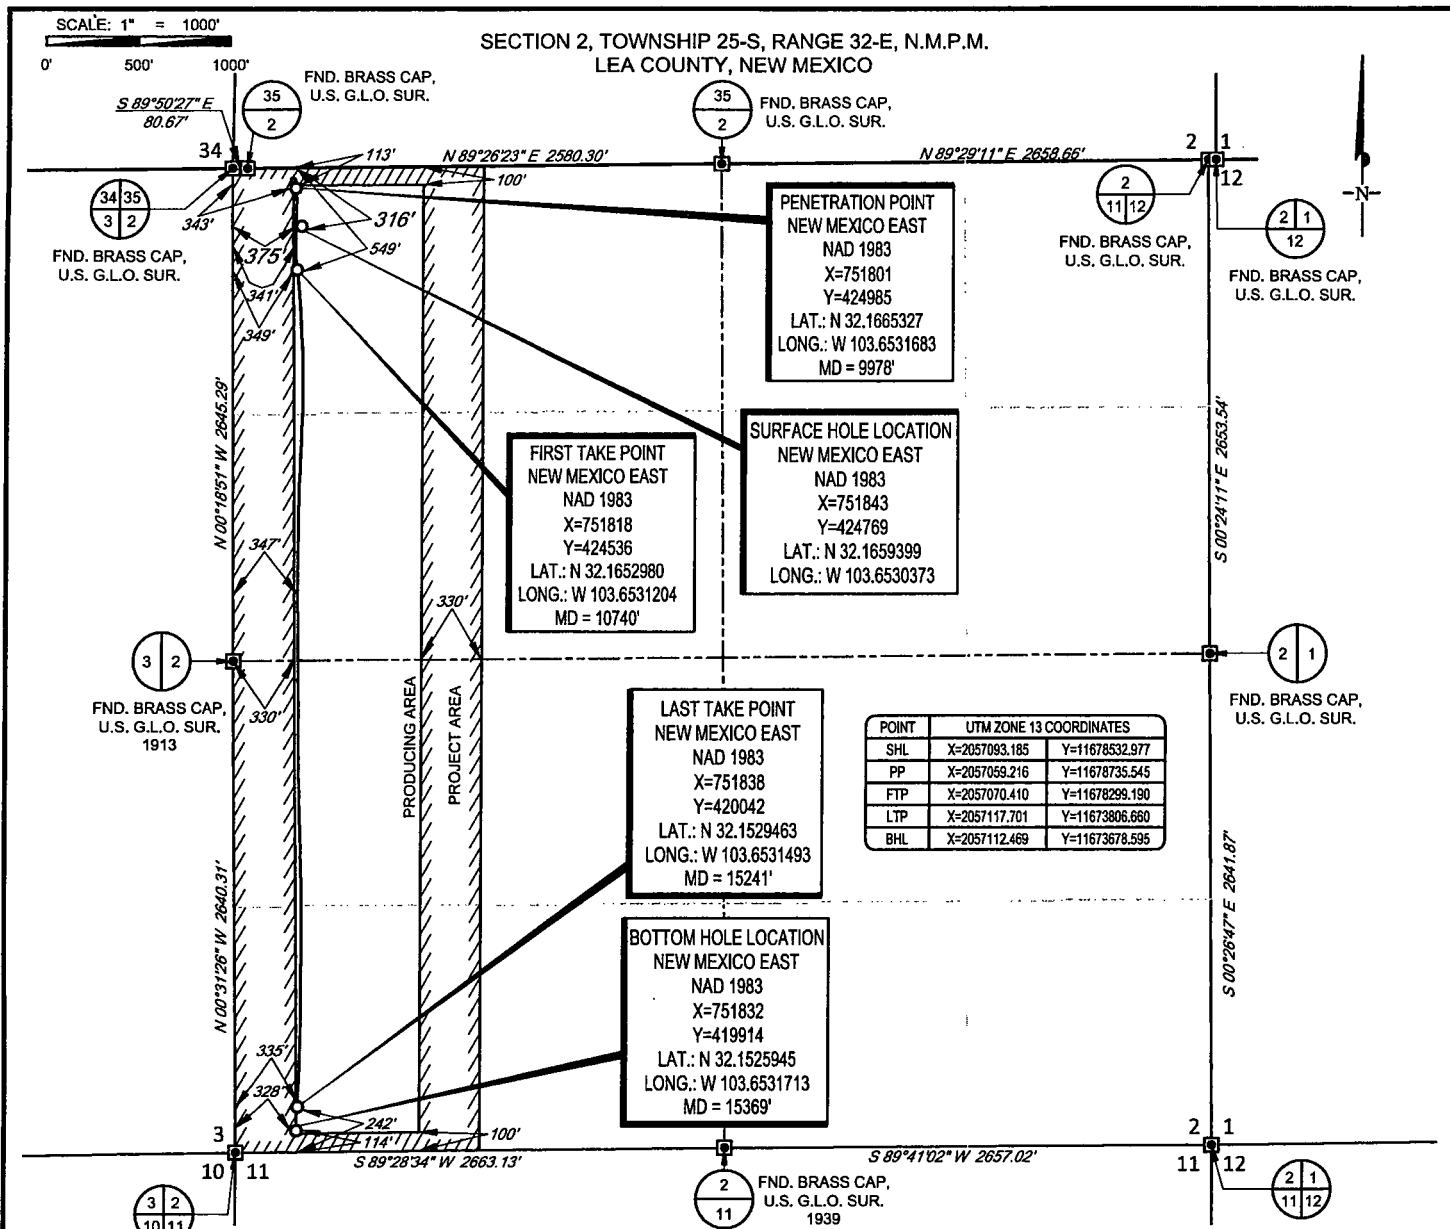 SCALE: 1" = 1000'
0' 500' 1000'
SECTION 2, TOWNSHIP 25-S, RANGE 32-E, N.M.P.M.
LEA COUNTY, NEW MEXICO
S 89°50'27" E
80.67'
35
2
FND. BRASS CAP,
U.S. G.L.O. SUR.
35
2
FND. BRASS CAP,
U.S. G.L.O. SUR.
34
113'
N 89°26'23" E 2580.30'
N 89°29'11" E 2658.66'
2 1
12
100'
34 35
3 2
FND. BRASS CAP,
U.S. G.L.O. SUR.
343'
316'
549'
375'
341'
349'
2
11 12
FND. BRASS CAP,
U.S. G.L.O. SUR.
2 1
12
FND. BRASS CAP,
U.S. G.L.O. SUR.
N
PENETRATION POINT
NEW MEXICO EAST
NAD 1983
X=751801
Y=424985
LAT.: N 32.1665327
LONG.: W 103.6531683
MD = 9978'
N 00°18'51" W 2645.29'
S 00°24'11" E 2653.54'
FIRST TAKE POINT
NEW MEXICO EAST
NAD 1983
X=751818
Y=424536
LAT.: N 32.1652980
LONG.: W 103.6531204
MD = 10740'
SURFACE HOLE LOCATION
NEW MEXICO EAST
NAD 1983
X=751843
Y=424769
LAT.: N 32.1659399
LONG.: W 103.6530373
347'
330'
3 2
FND. BRASS CAP,
U.S. G.L.O. SUR.
1913
330'
2 1
FND. BRASS CAP,
U.S. G.L.O. SUR.
PRODUCING AREA
PROJECT AREA
LAST TAKE POINT
NEW MEXICO EAST
NAD 1983
X=751838
Y=420042
LAT.: N 32.1529463
LONG.: W 103.6531493
MD = 15241'
POINT UTM ZONE 13 COORDINATES
SHL X=2057093.185 Y=11678532.977
PP X=2057059.216 Y=11678735.545
FTP X=2057070.410 Y=11678299.190
LTP X=2057117.701 Y=11673806.660
BHL X=2057112.469 Y=11673678.595
N 00°31'26" W 2640.31'
S 00°26'47" E 2641.87'
BOTTOM HOLE LOCATION
NEW MEXICO EAST
NAD 1983
X=751832
Y=419914
LAT.: N 32.1525945
LONG.: W 103.6531713
MD = 15369'
335'
328'
242'
114'
100'
3
10 11
S 89°28'34" W 2663.13'
S 89°41'02" W 2657.02'
2 1
11 12
3 2
10 11
2
11
FND. BRASS CAP,
U.S. G.L.O. SUR.
1939
2 1
11 12